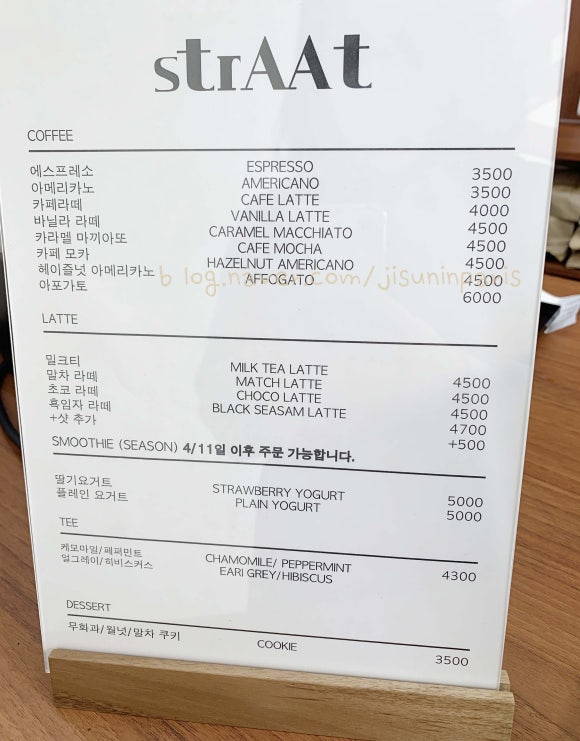 strAAt
COFFEE
에스프레소 ESPRESSO 3500
아메리카노 AMERICANO 3500
카페라떼 CAFE LATTE 4000
바닐라 라떼 VANILLA LATTE 4500
카라멜 마끼아또 CARAMEL MACCHIATO 4500
카페 모카 CAFE MOCHA 4500
헤이즐넛 아메리카노 HAZELNUT AMERICANO 4500
아포가토 AFFOGATO 6000
blog.naver.com/jisuninparis
LATTE
밀크티 MILK TEA LATTE 4500
말차 라떼 MATCH LATTE 4500
초코 라떼 CHOCO LATTE 4500
흑임자 라떼 BLACK SEASAM LATTE 4700
+샷 추가 +500
SMOOTHIE (SEASON) 4/11일 이후 주문 가능합니다.
딸기요거트 STRAWBERRY YOGURT 5000
플레인 요거트 PLAIN YOGURT 5000
TEE
케모마일/페퍼민트 CHAMOMILE/ PEPPERMINT
얼그레이/히비스커스 EARI GREY/HIBISCUS 4300
DESSERT
무화과/월넛/말차 쿠키 COOKIE 3500